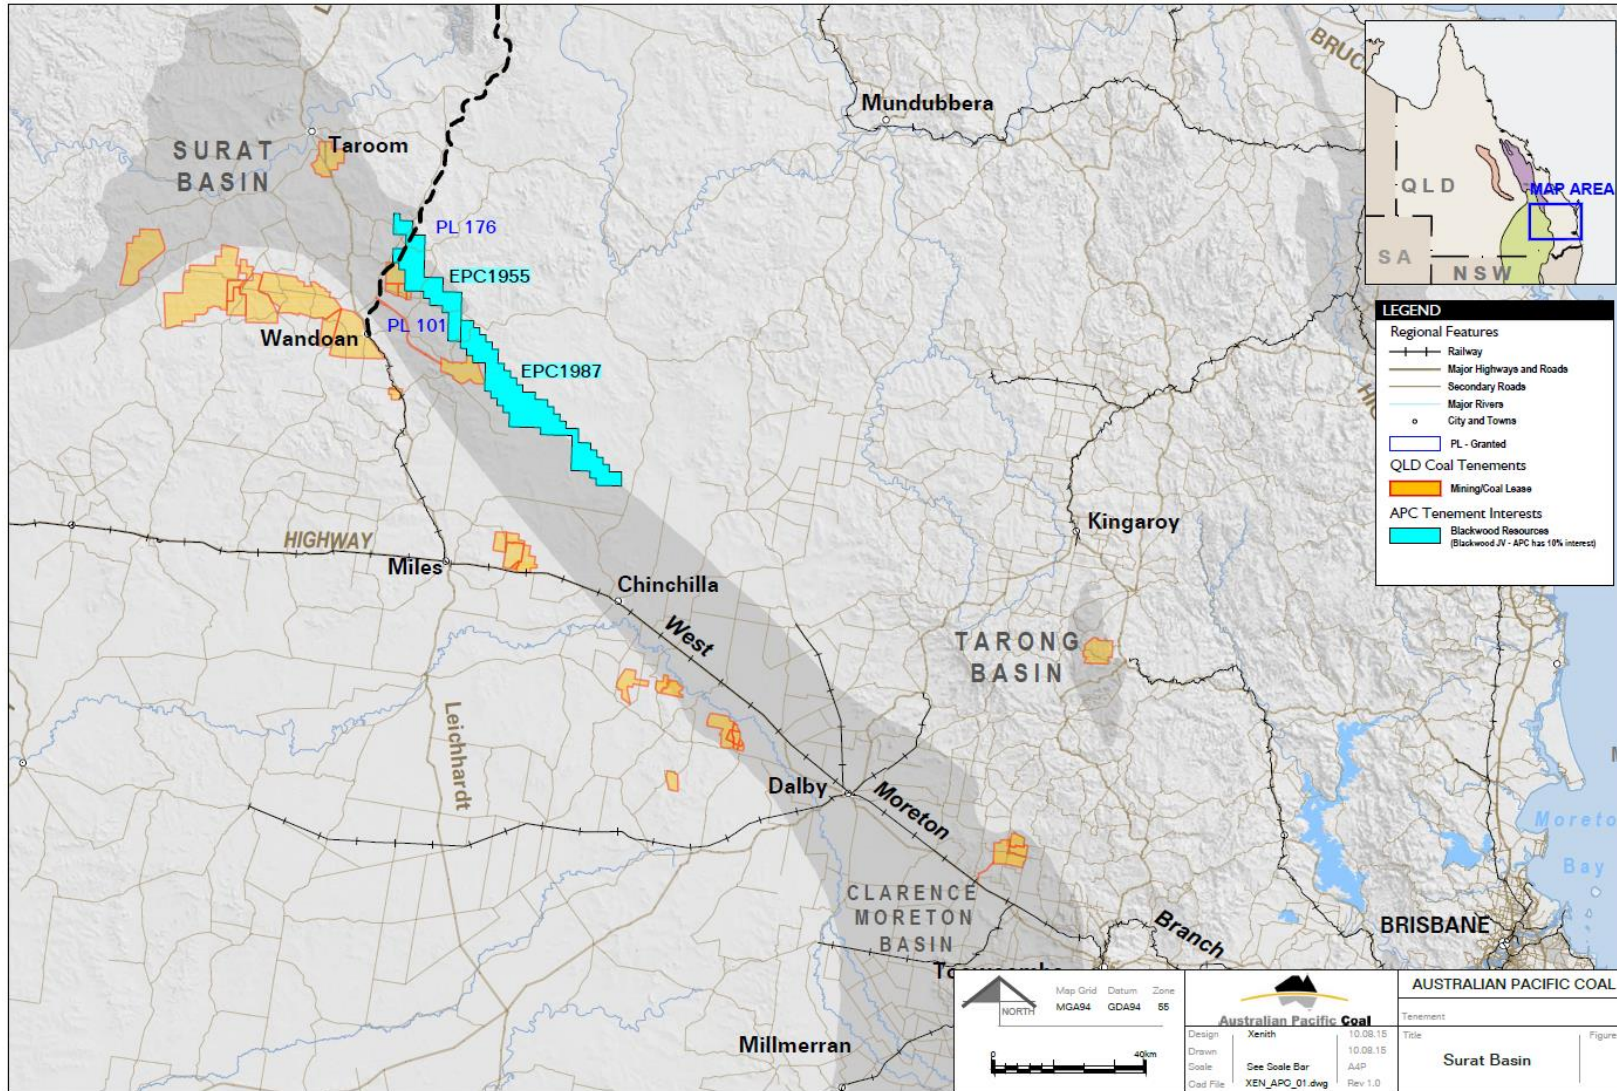 BRUCE
Mundubbera
Taroom
SURAT
BASIN
PL 176
EPC1955
PL 101
Wandoan
EPC1987
HIGHWAY
Miles
Chinchilla
West
Kingaroy
TARONG
BASIN
Leichhardt
Dalby
Moreton
CLARENCE
MORETON
BASIN
Branch
BRISBANE
Bay
Millmerran
QLD
MAP AREA
SA
NSW
LEGEND
Regional Features
Railway
Major Highways and Roads
Secondary Roads
Major Rivers
City and Towns
PL - Granted
QLD Coal Tenements
Mining/Coal Lease
APC Tenement Interests
Blackwood Resources
(Blackwood JV - APC has 10% interest)
NORTH
Map Grid Datum Zone
MGA94 GDA94 55
0 40km
Australian Pacific Coal
Design Xenith 10.08.15
Drawn 10.08.15
Scale See Scale Bar A4P
Cad File XEN_APC_01.dwg Rev 1.0
AUSTRALIAN PACIFIC COAL
Tenement
Title Figure
Surat Basin